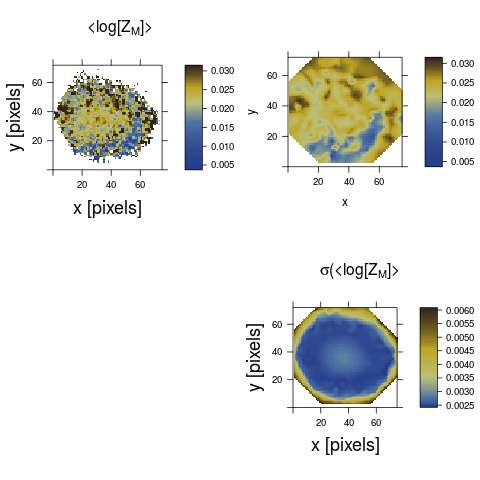 <log[Z_M]>
y [pixels]
60
40
20
20 40 60
x [pixels]
0.030
0.025
0.020
0.015
0.010
0.005
y
60
40
20
20 40 60
x
0.030
0.025
0.020
0.015
0.010
0.005
σ(<log[Z_M]>
y [pixels]
60
40
20
20 40 60
x [pixels]
0.0060
0.0055
0.0050
0.0045
0.0040
0.0035
0.0030
0.0025